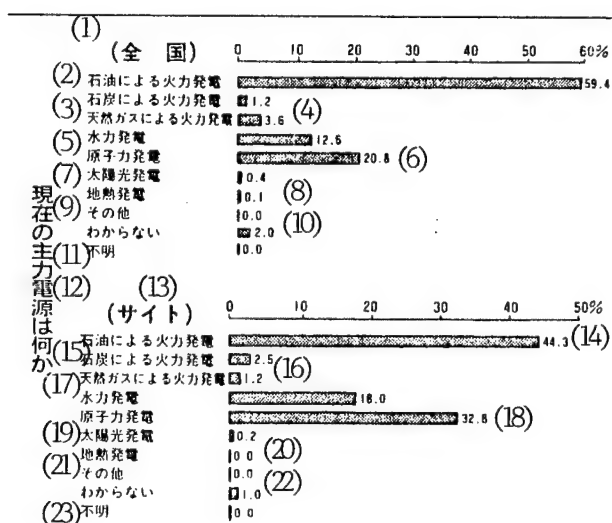 (1)
(全 国) 0 10 20 30 40 50 60%
(2) 石油による火力発電 59.4
石炭による火力発電 1.2
(3) 天然ガスによる火力発電 3.6 (4)
(5) 水力発電 12.5
原子力発電 20.8 (6)
(7) 太陽光発電 0.4
地熱発電 0.1 (8)
(9) その他 0.0
わからない 2.0 (10)
(11) 不明 0.0
現在の主力電源は何か
(12) (13)
(サイト) 0 10 20 30 40 50%
石油による火力発電 44.3 (14)
(15) 石炭による火力発電 2.5
天然ガスによる火力発電 1.2 (16)
(17) 水力発電 18.0
原子力発電 32.8 (18)
(19) 太陽光発電 0.2
地熱発電 0.0 (20)
(21) その他 0.0
わからない 1.0 (22)
(23) 不明 0.0